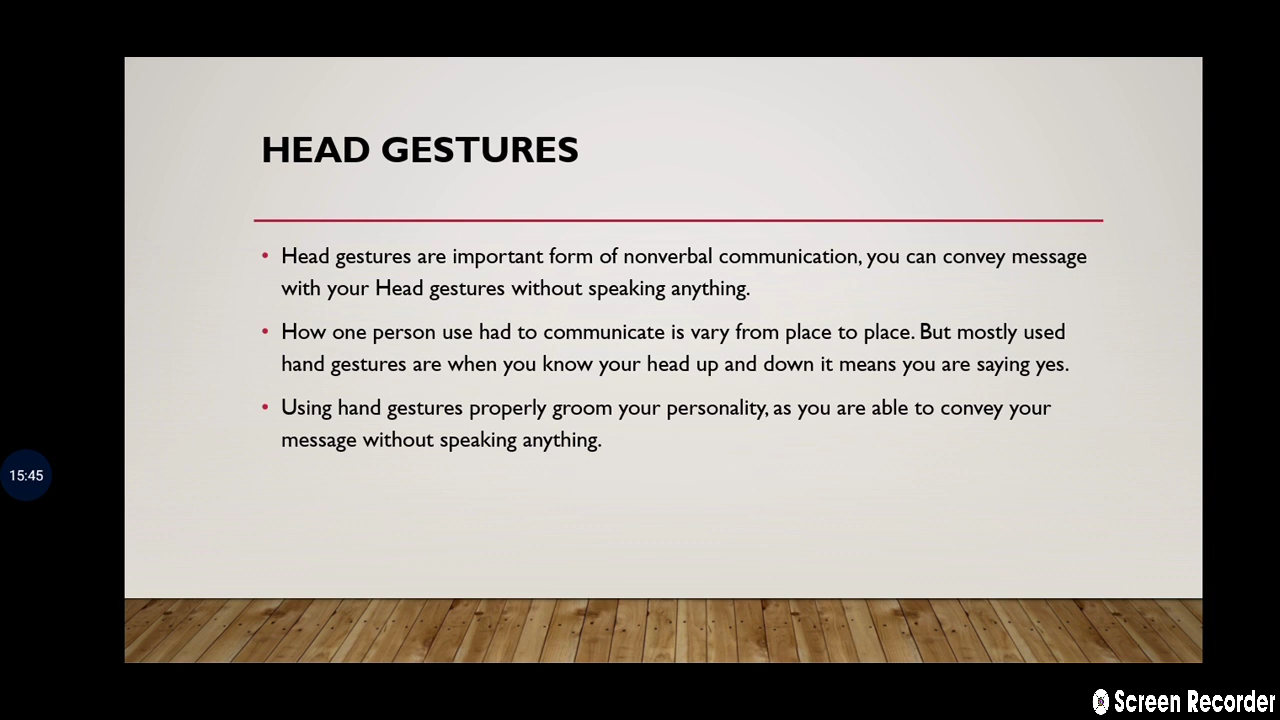 HEAD GESTURES
• Head gestures are important form of nonverbal communication, you can convey message
with your Head gestures without speaking anything.
• How one person use had to communicate is vary from place to place. But mostly used
hand gestures are when you know your head up and down it means you are saying yes.
• Using hand gestures properly groom your personality, as you are able to convey your
message without speaking anything.
15:45
Screen Recorder